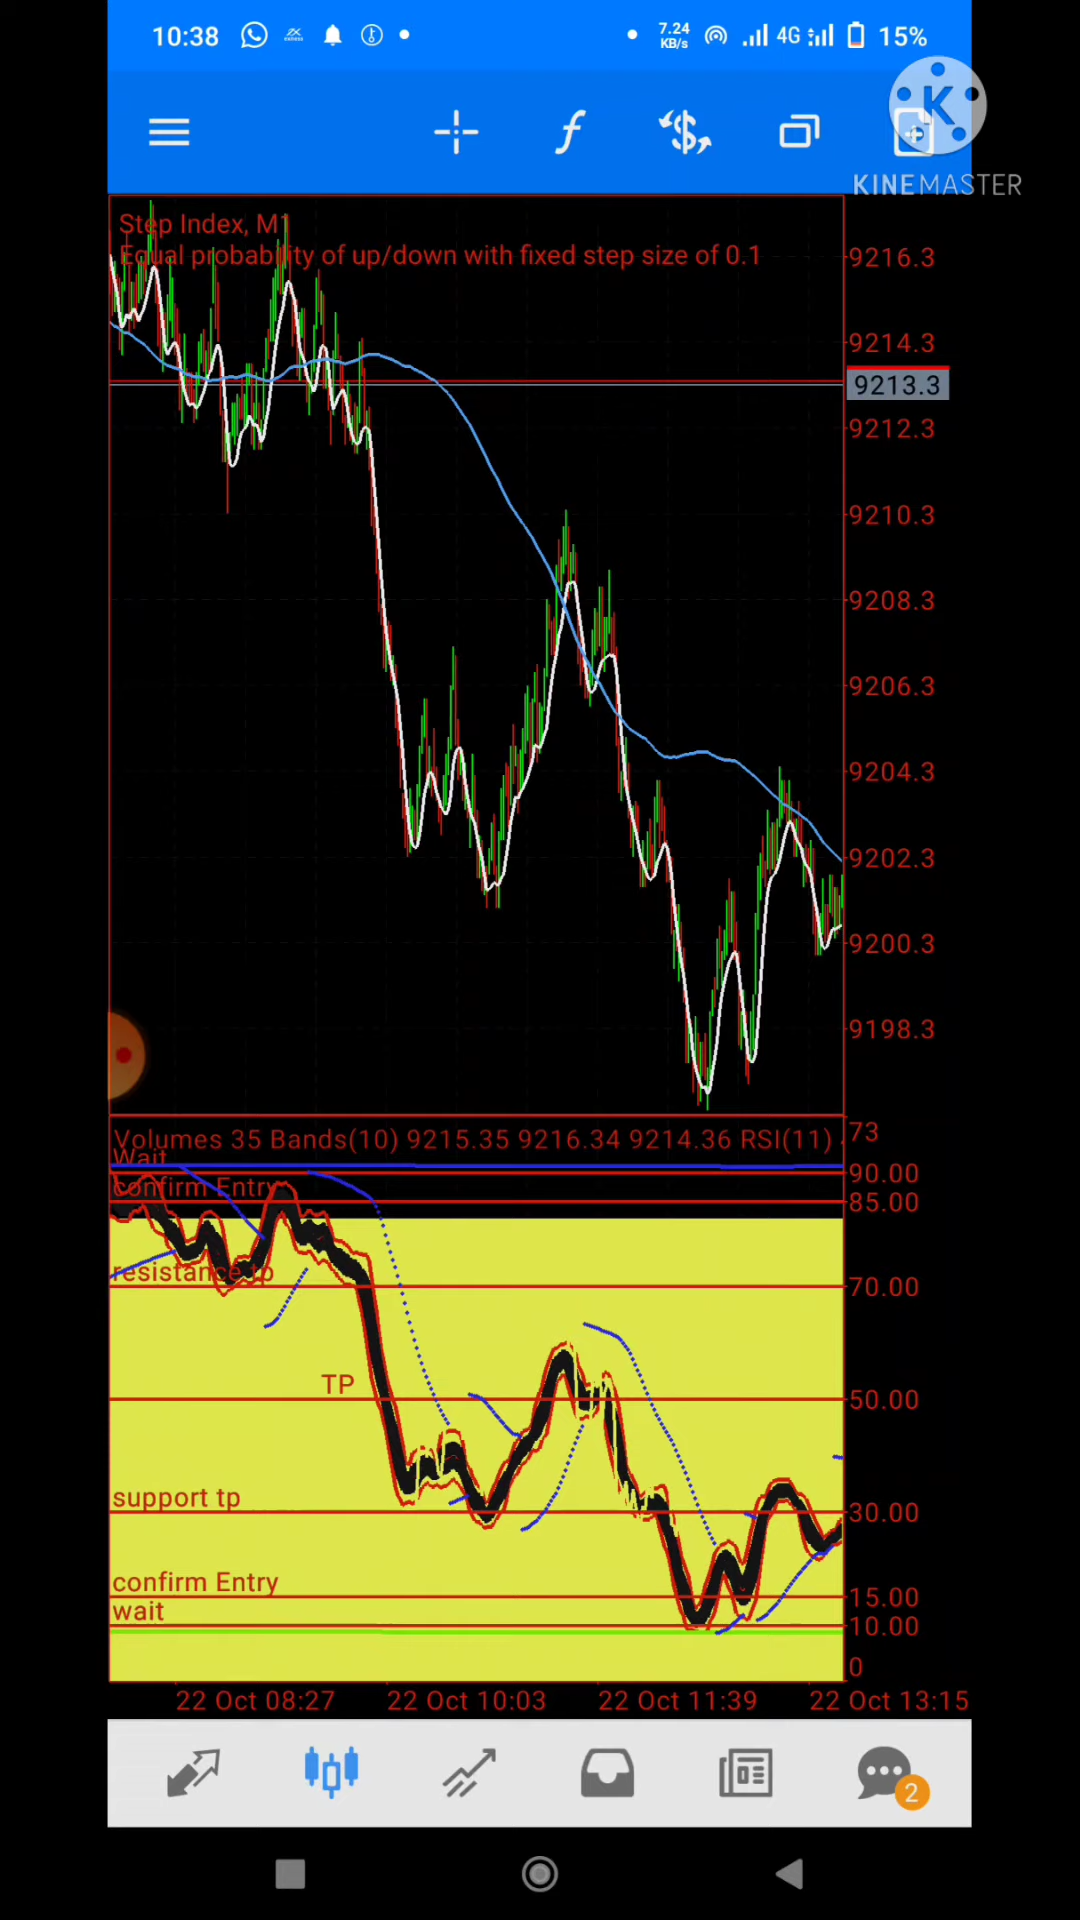 10:38
7.24
KB/s
4G
15%
K
KINEMASTER
Step Index, M1
Equal probability of up/down with fixed step size of 0.1
9216.3
9214.3
9213.3
9212.3
9210.3
9208.3
9206.3
9204.3
9202.3
9200.3
9198.3
Volumes 35 Bands(10) 9215.35 9216.34 9214.36 RSI(11)
73
Wait
90.00
confirm Entry
85.00
resistance tp
70.00
TP
50.00
support tp
30.00
confirm Entry
15.00
wait
10.00
0
22 Oct 08:27
22 Oct 10:03
22 Oct 11:39
22 Oct 13:15
2